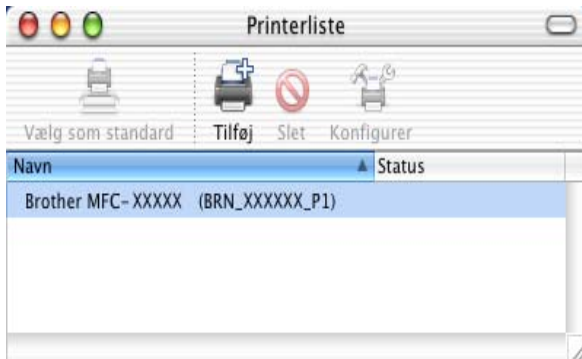 Printerliste
Vælg som standard Tilføj Slet Konfigurer
Navn Status
Brother MFC-XXXXX (BRN_XXXXXX_P1)